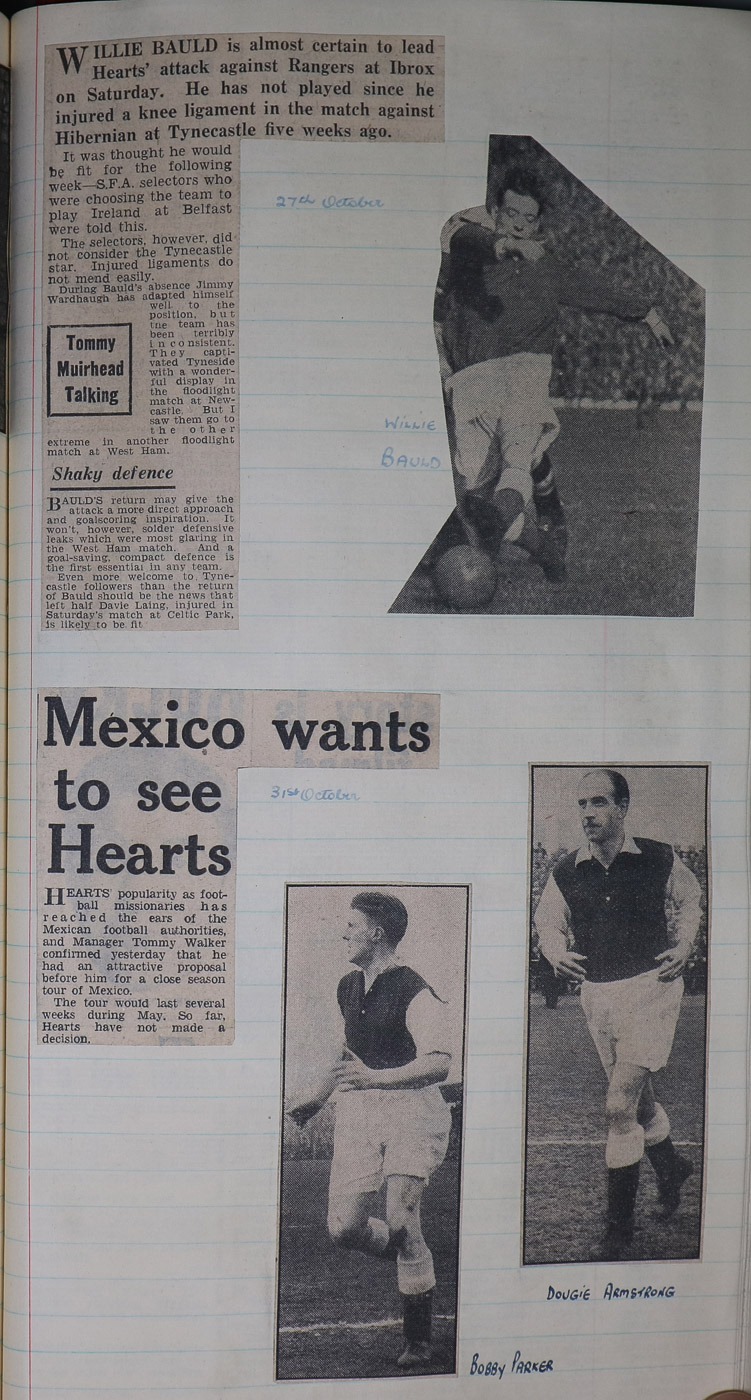 WILLIE BAULD is almost certain to lead
Hearts' attack against Rangers at Ibrox
on Saturday. He has not played since he
injured a knee ligament in the match against
Hibernian at Tynecastle five weeks ago.
It was thought he would
be fit for the following
week—S.F.A. selectors who
were choosing the team to
play Ireland at Belfast
were told this.
The selectors, however, did
not consider the Tynecastle
star. Injured ligaments do
not mend easily.
During Bauld's absence Jimmy
Wardhaugh has adapted himself
well to the
position, but
the team has
been terribly
inconsistent.
They capti-
vated Tyneside
with a wonder-
ful display in
the floodlight
match at New-
castle. But I
saw them go to
the other
extreme in another floodlight
match at West Ham.
Tommy
Muirhead
Talking
Shaky defence
BAULD'S return may give the
attack a more direct approach
and goalscoring inspiration. It
won't, however, solder defensive
leaks which were most glaring in
the West Ham match. And a
goal-saving, compact defence is
the first essential in any team.
Even more welcome to Tyne-
castle followers than the return
of Bauld should be the news that
left half Davie Laing, injured in
Saturday's match at Celtic Park,
is likely to be fit
27th October
WILLIE
BAULD
Mexico wants
to see
Hearts
HEARTS' popularity as foot-
ball missionaries has
reached the ears of the
Mexican football authorities,
and Manager Tommy Walker
confirmed yesterday that he
had an attractive proposal
before him for a close season
tour of Mexico.
The tour would last several
weeks during May. So far,
Hearts have not made a
decision.
31st October
DOUGIE ARMSTRONG
BOBBY PARKER